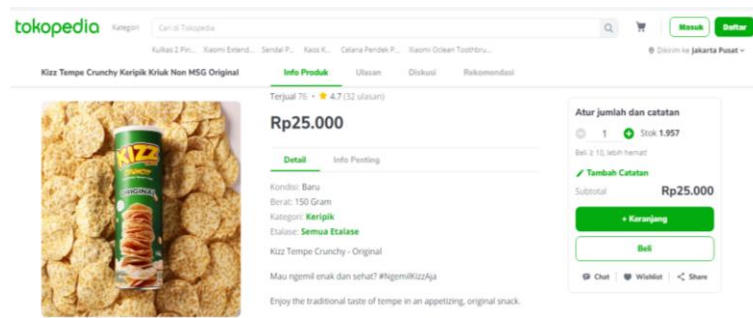 tokopedia Kategori Cari di Tokopedia Masuk Daftar
Kulkas 2 Pin... Xiaomi Extend... Sendal P... Kaos K... Celana Pendek P... Xiaomi Oclean Toothbru... Dikirim ke Jakarta Pusat
Kizz Tempe Crunchy Keripik Kriuk Non MSG Original Info Produk Ulasan Diskusi Rekomendasi
Terjual 76 • 4.7 (32 ulasan)
Rp25.000
Detail Info Penting
Kondisi: Baru
Berat: 150 Gram
Kategori: Keripik
Etalase: Semua Etalase
Kizz Tempe Crunchy - Original
Mau ngemil enak dan sehat? #NgemilKizzAja
Enjoy the traditional taste of tempe in an appetizing, original snack.
KIZZ
ORIGINAL
Atur jumlah dan catatan
1 Stok 1.957
Beli ≥ 10, lebih hemat!
Tambah Catatan
Subtotal Rp25.000
+ Keranjang
Beli
Chat Wishlist Share